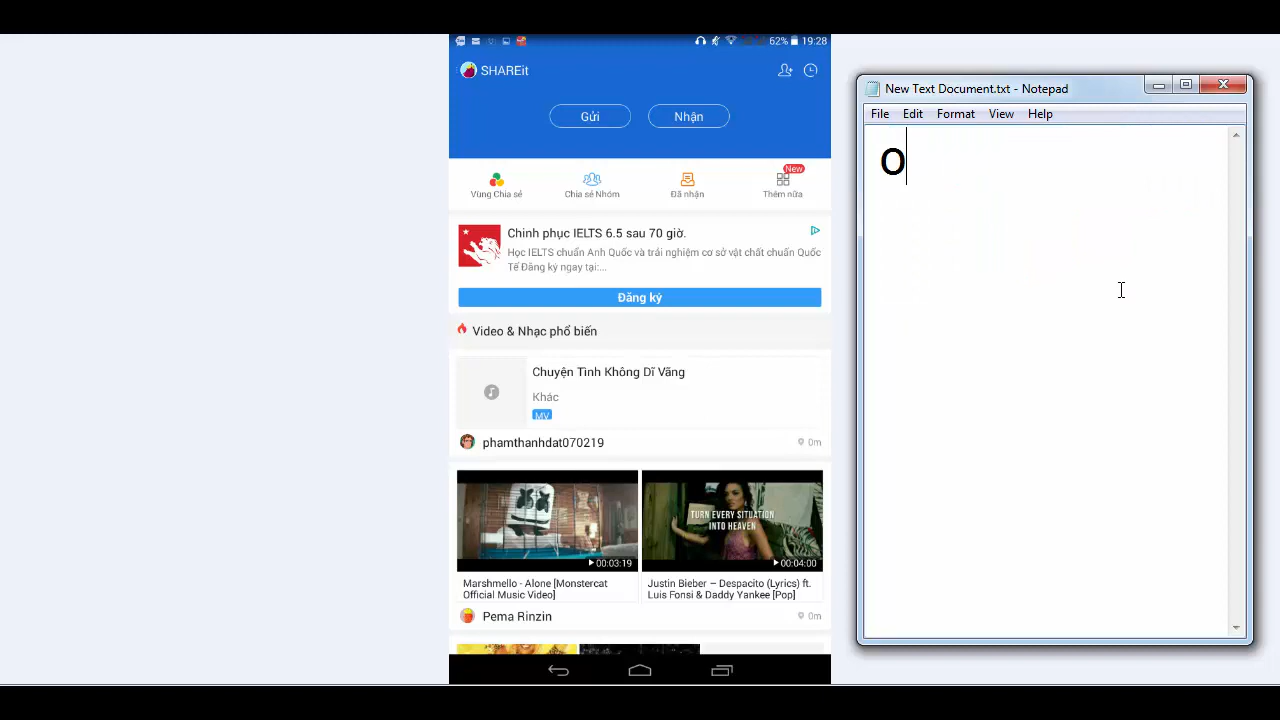 62% 19:28
SHAREit
Gửi
Nhận
Vùng Chia sẻ
Chia sẻ Nhóm
Đã nhận
New
Thêm nữa
Chinh phục IELTS 6.5 sau 70 giờ.
Học IELTS chuẩn Anh Quốc và trải nghiệm cơ sở vật chất chuẩn Quốc
Tế Đăng ký ngay tại:...
Đăng ký
Video & Nhạc phổ biến
Chuyện Tình Không Dĩ Vãng
Khác
MV
phamthanhdat070219
0m
TURN EVERY SITUATION
INTO HEAVEN
00:03:19
00:04:00
Marshmello - Alone [Monstercat
Official Music Video]
Justin Bieber – Despacito (Lyrics) ft.
Luis Fonsi & Daddy Yankee [Pop]
Pema Rinzin
0m
New Text Document.txt - Notepad
File Edit Format View Help
O